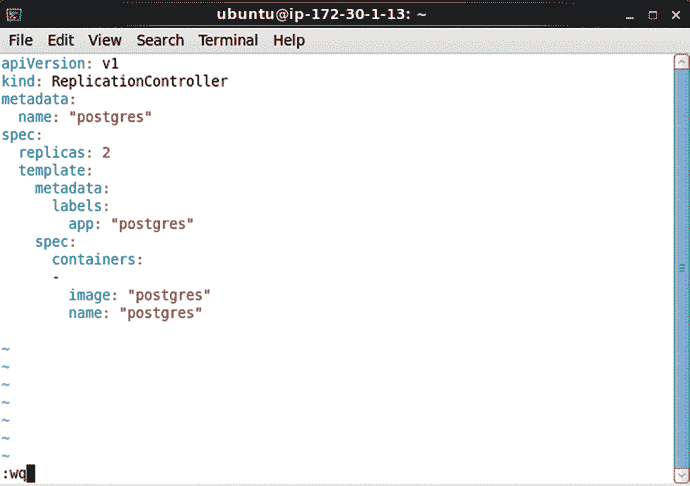 ubuntu@ip-172-30-1-13: ~
File Edit View Search Terminal Help
apiVersion: v1
kind: ReplicationController
metadata:
  name: "postgres"
spec:
  replicas: 2
  template:
    metadata:
      labels:
        app: "postgres"
    spec:
      containers:
      -
        image: "postgres"
        name: "postgres"
~
~
~
~
~
~
~
:wq